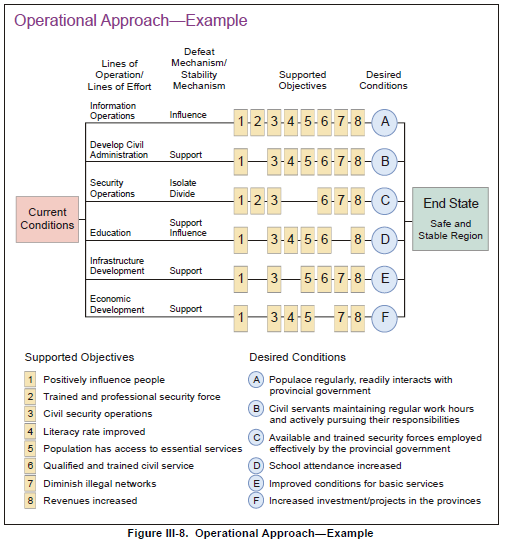 Operational Approach—Example
Lines of
Operation/
Lines of Effort
Defeat
Mechanism/
Stability
Mechanism
Supported
Objectives
Desired
Conditions
Information
Operations
Influence
1 2 3 4 5 6 7 8 A
Develop Civil
Administration
Support
1 3 4 5 6 7 8 B
Security
Operations
Isolate
Divide
1 2 3 6 7 8 C
Education
Support
Influence
1 3 4 5 6 8 D
Infrastructure
Development
Support
1 3 5 6 7 8 E
Economic
Development
Support
1 3 4 5 7 8 F
Current
Conditions
End State
Safe and
Stable Region
Supported Objectives
1 Positively influence people
2 Trained and professional security force
3 Civil security operations
4 Literacy rate improved
5 Population has access to essential services
6 Qualified and trained civil service
7 Diminish illegal networks
8 Revenues increased
Desired Conditions
A Populace regularly, readily interacts with
provincial government
B Civil servants maintaining regular work hours
and actively pursuing their responsibilities
C Available and trained security forces employed
effectively by the provincial government
D School attendance increased
E Improved conditions for basic services
F Increased investment/projects in the provinces
Figure III-8. Operational Approach—Example